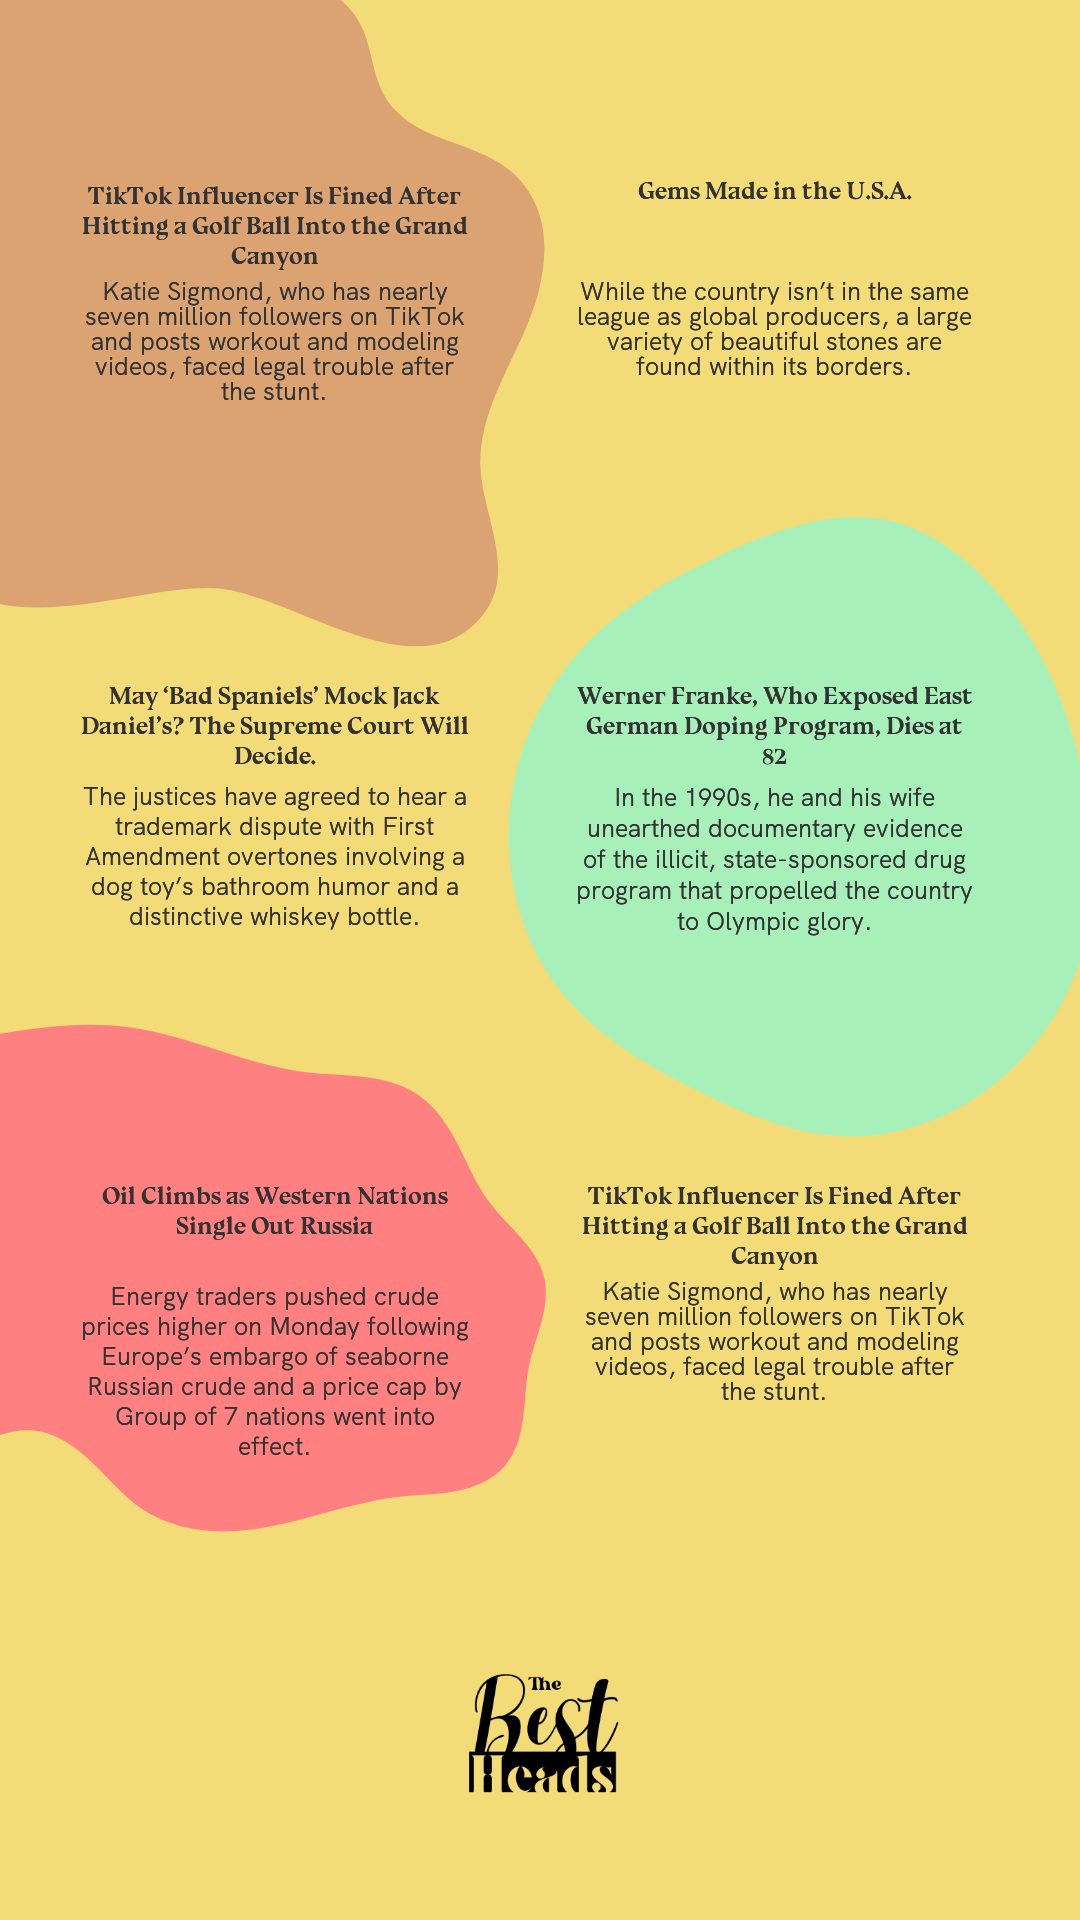 TikTok Influencer Is Fined After
Hitting a Golf Ball Into the Grand
Canyon
Katie Sigmond, who has nearly
seven million followers on TikTok
and posts workout and modeling
videos, faced legal trouble after
the stunt.
Gems Made in the U.S.A.
While the country isn’t in the same
league as global producers, a large
variety of beautiful stones are
found within its borders.
May ‘Bad Spaniels’ Mock Jack
Daniel’s? The Supreme Court Will
Decide.
The justices have agreed to hear a
trademark dispute with First
Amendment overtones involving a
dog toy’s bathroom humor and a
distinctive whiskey bottle.
Werner Franke, Who Exposed East
German Doping Program, Dies at
82
In the 1990s, he and his wife
unearthed documentary evidence
of the illicit, state-sponsored drug
program that propelled the country
to Olympic glory.
Oil Climbs as Western Nations
Single Out Russia
Energy traders pushed crude
prices higher on Monday following
Europe’s embargo of seaborne
Russian crude and a price cap by
Group of 7 nations went into
effect.
TikTok Influencer Is Fined After
Hitting a Golf Ball Into the Grand
Canyon
Katie Sigmond, who has nearly
seven million followers on TikTok
and posts workout and modeling
videos, faced legal trouble after
the stunt.
The
Best
Heads